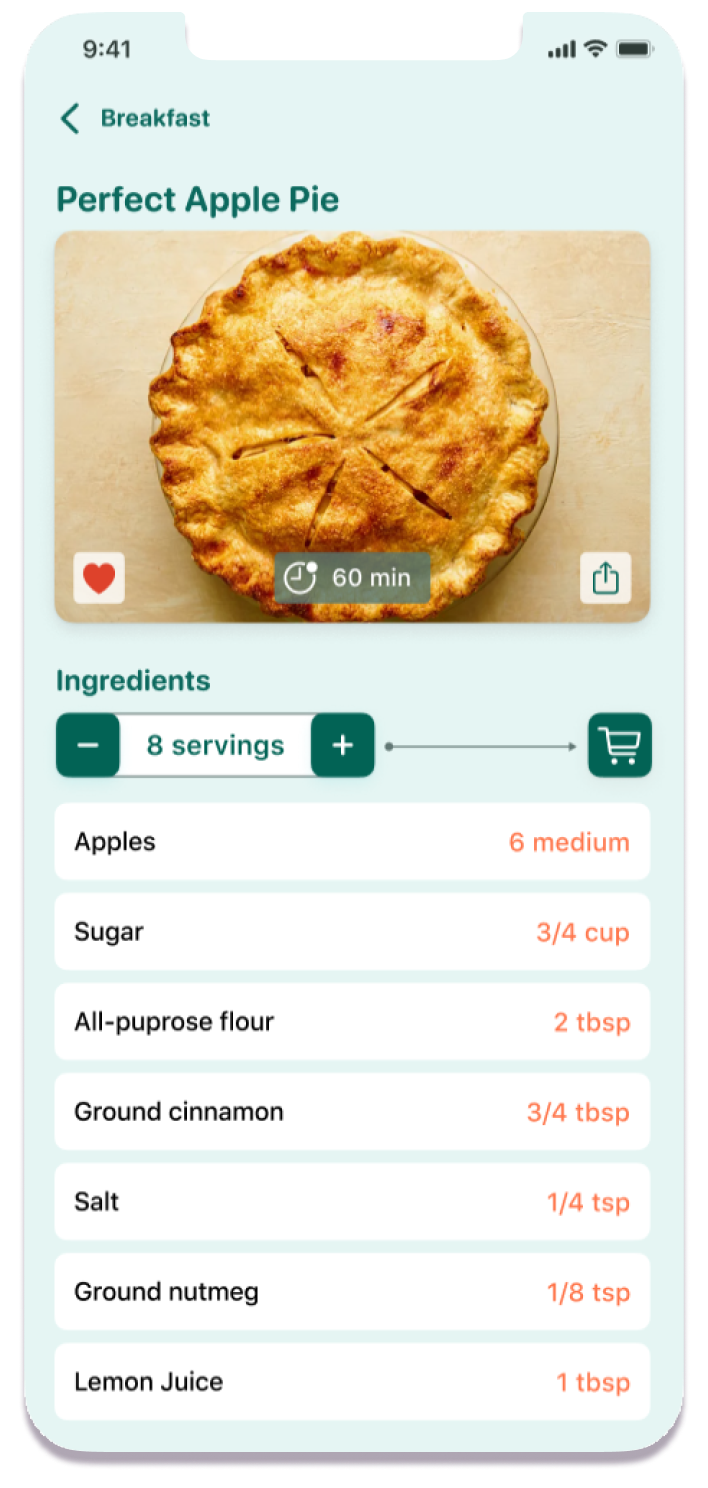 9:41
Breakfast
Perfect Apple Pie
60 min
Ingredients
− 8 servings +
Apples 6 medium
Sugar 3/4 cup
All-puprose flour 2 tbsp
Ground cinnamon 3/4 tbsp
Salt 1/4 tsp
Ground nutmeg 1/8 tsp
Lemon Juice 1 tbsp